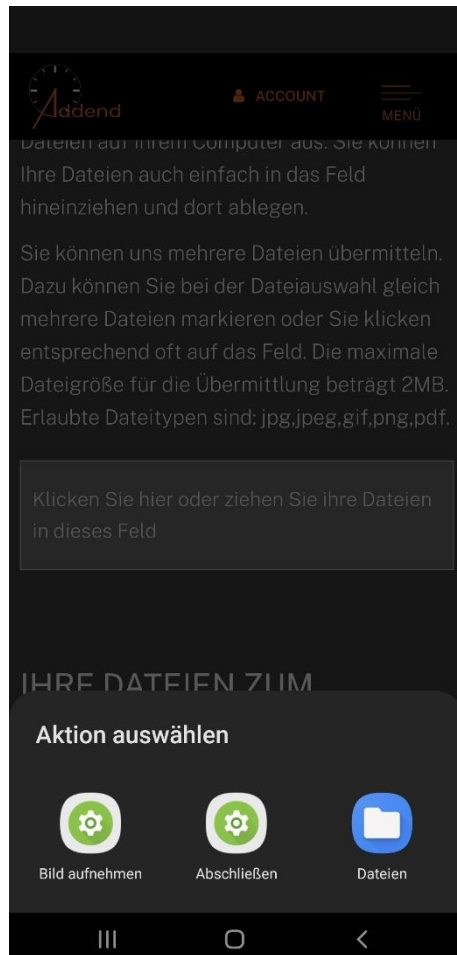 Addend
ACCOUNT
MENÜ
Dateien auf Ihrem Computer aus. Sie können
Ihre Dateien auch einfach in das Feld
hineinziehen und dort ablegen.
Sie können uns mehrere Dateien übermitteln.
Dazu können Sie bei der Dateiauswahl gleich
mehrere Dateien markieren oder Sie klicken
entsprechend oft auf das Feld. Die maximale
Dateigröße für die Übermittlung beträgt 2MB.
Erlaubte Dateitypen sind: jpg,jpeg,gif,png,pdf.
Klicken Sie hier oder ziehen Sie ihre Dateien
in dieses Feld
IHRE DATEIEN ZUM
Aktion auswählen
Bild aufnehmen
Abschließen
Dateien